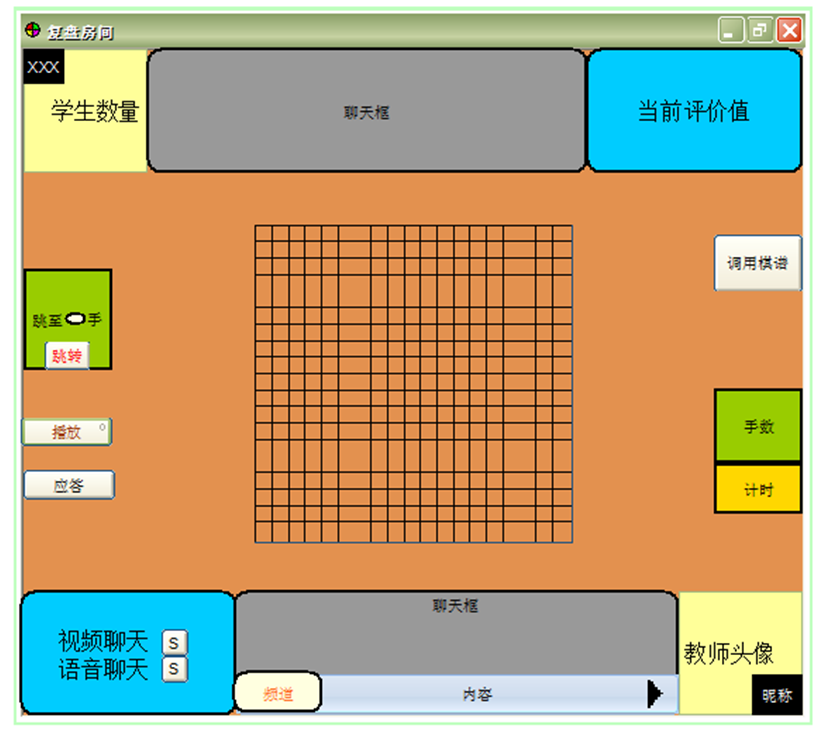 复盘房间
XXX
学生数量
聊天框
当前评价值
调用棋谱
跳至 手
跳转
播放
应答
手数
计时
视频聊天 S
语音聊天 S
聊天框
频道
内容
教师头像
昵称